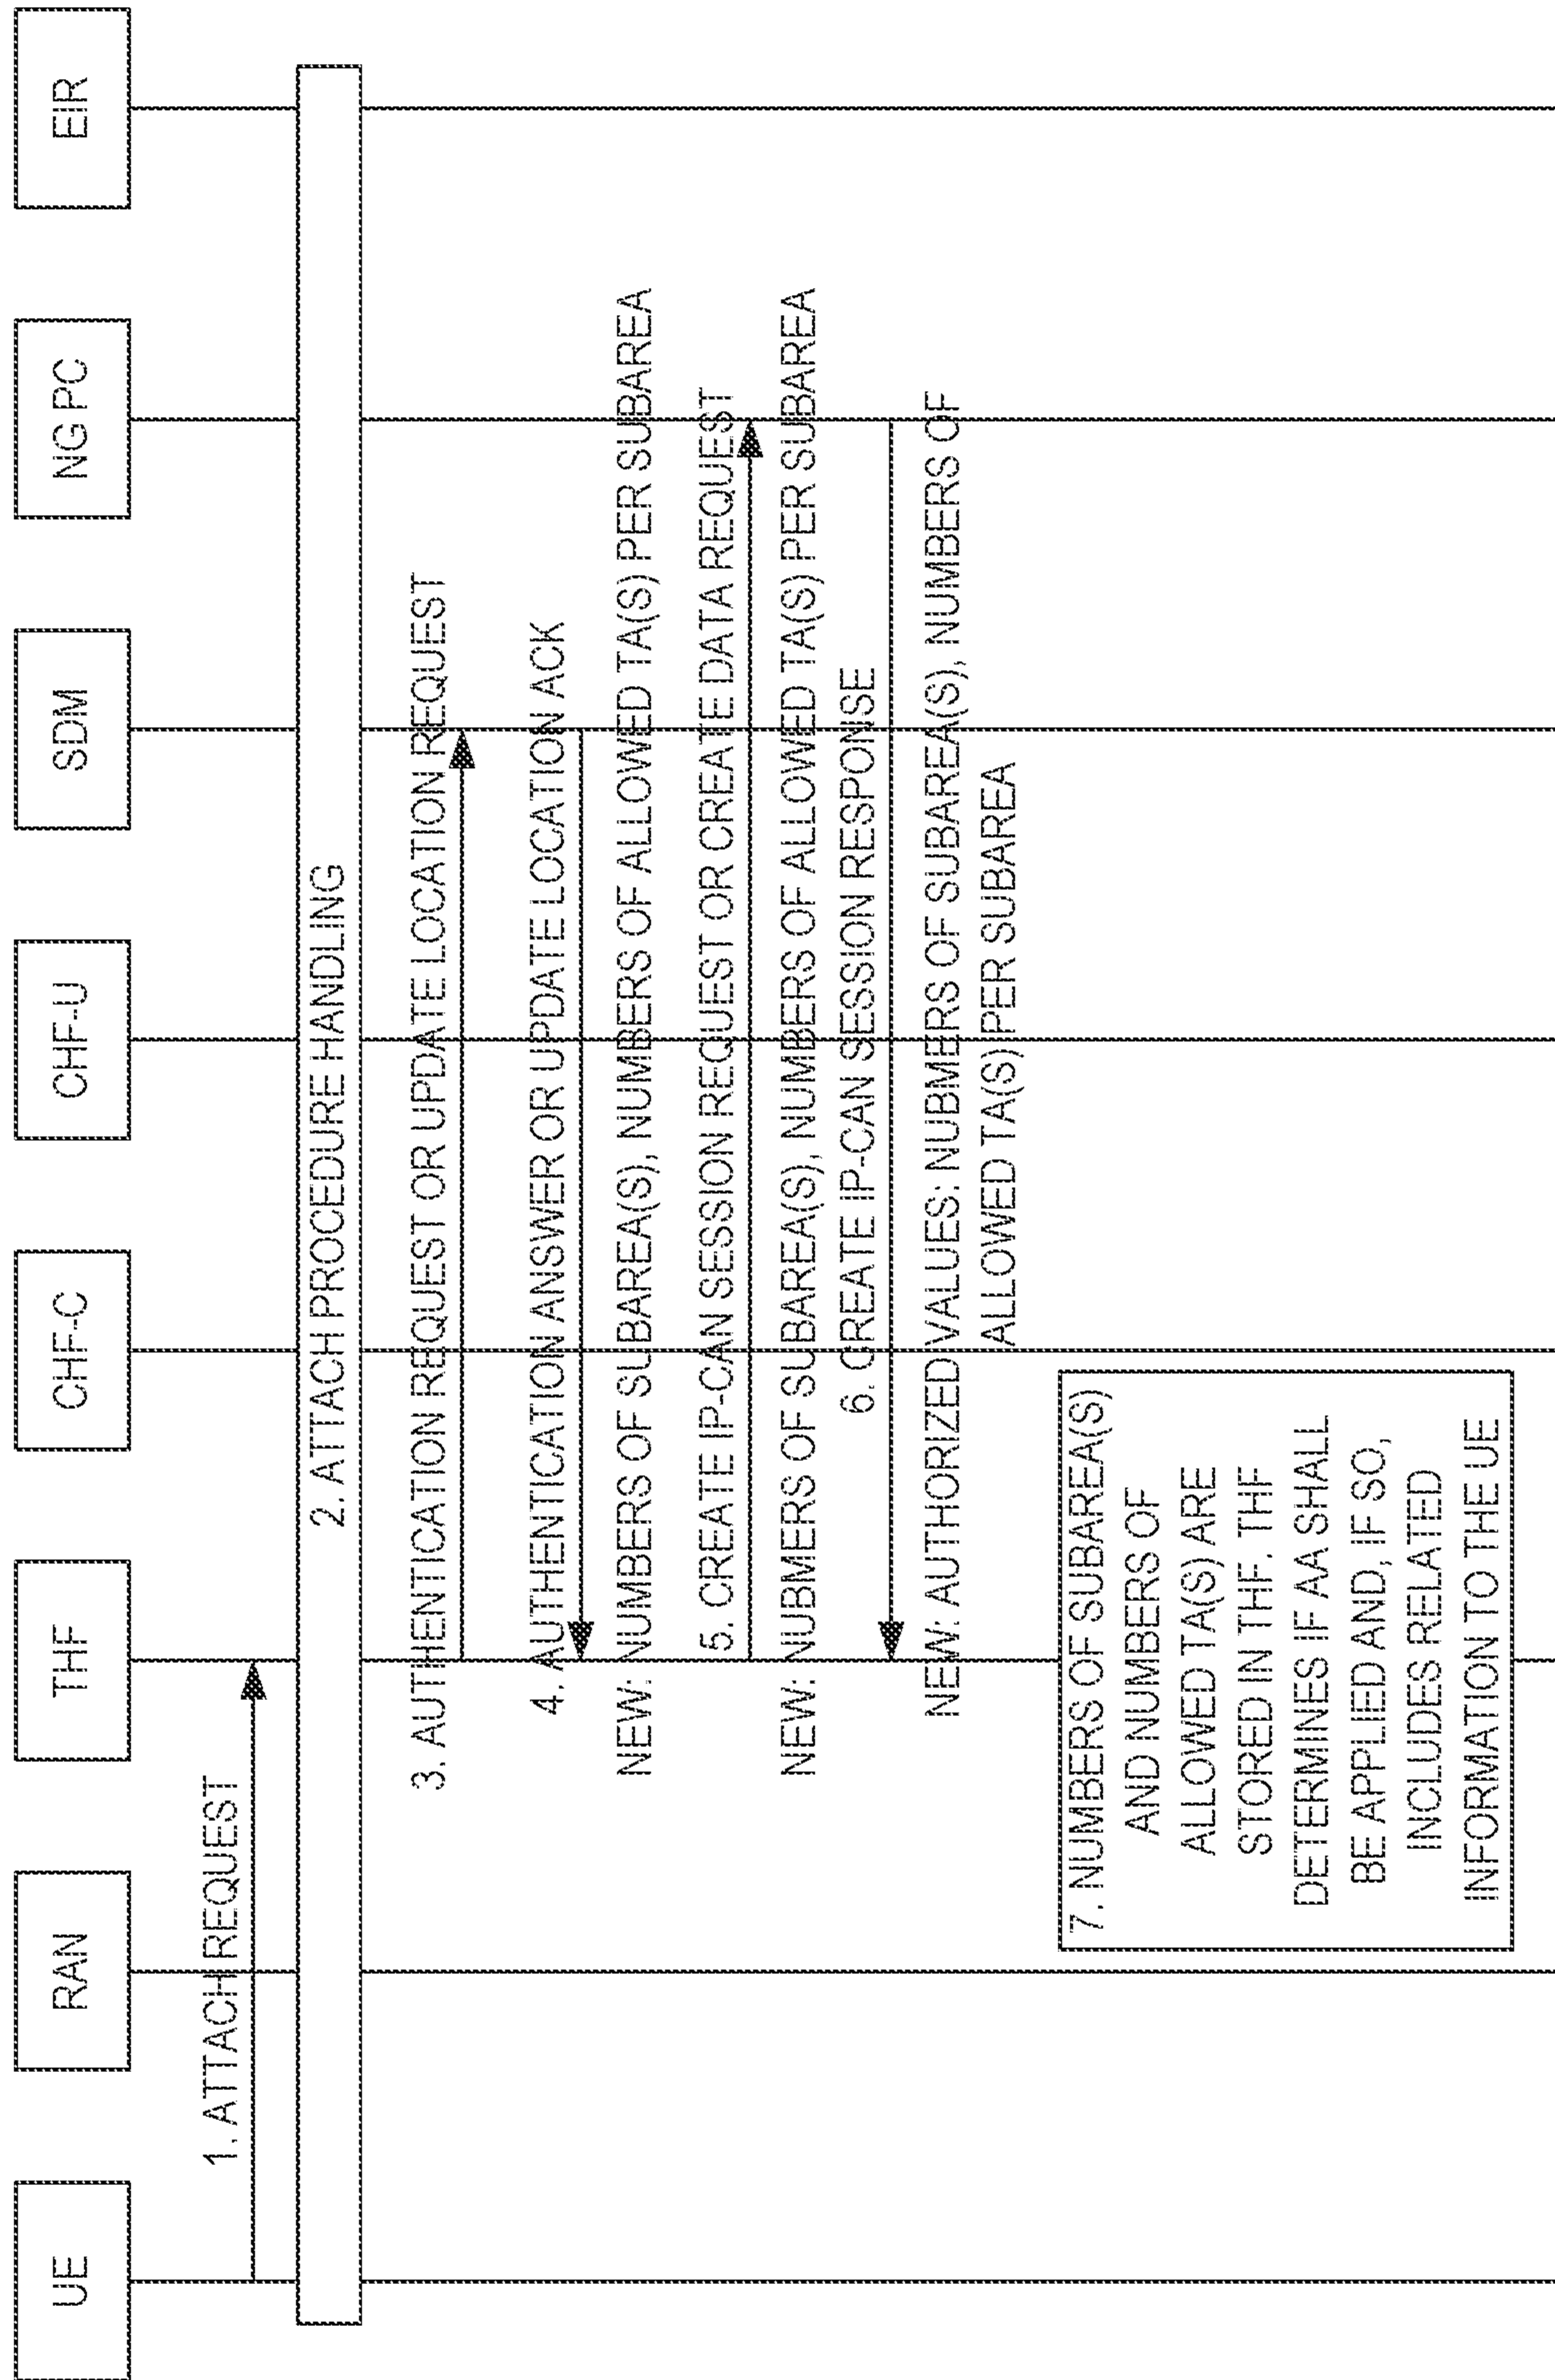 UE
RAN
THF
CHF-C
CHF-U
SDM
NG PC
EIR
1. ATTACH REQUEST
2. ATTACH PROCEDURE HANDLING
3. AUTHENTICATION REQUEST OR UPDATE LOCATION REQUEST
4. AUTHENTICATION ANSWER OR UPDATE LOCATION ACK
NEW: NUMBERS OF SUBAREA(S), NUMBERS OF ALLOWED TA(S) PER SUBAREA
5. CREATE IP-CAN SESSION REQUEST OR CREATE DATA REQUEST
NEW: NUBMERS OF SUBAREA(S), NUMBERS OF ALLOWED TA(S) PER SUBAREA
6. CREATE IP-CAN SESSION RESPONSE
NEW: AUTHORIZED VALUES: NUBMERS OF SUBAREA(S), NUMBERS OF
ALLOWED TA(S) PER SUBAREA
7. NUMBERS OF SUBAREA(S)
AND NUMBERS OF
ALLOWED TA(S) ARE
STORED IN THF. THF
DETERMINES IF AA SHALL
BE APPLIED AND, IF SO,
INCLUDES RELATED
INFORMATION TO THE UE